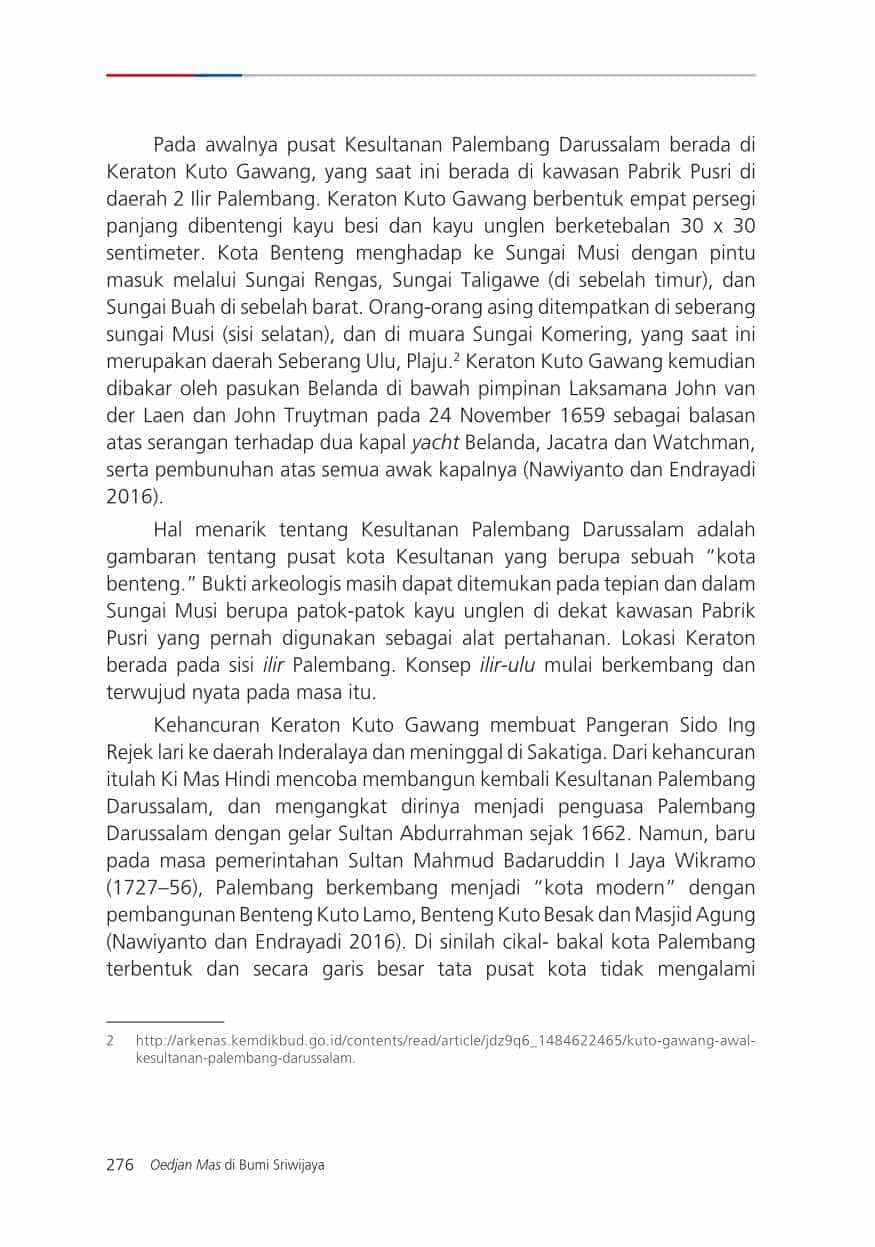 Pada awalnya pusat Kesultanan Palembang Darussalam berada di
Keraton Kuto Gawang, yang saat ini berada di kawasan Pabrik Pusri di
daerah 2 Ilir Palembang. Keraton Kuto Gawang berbentuk empat persegi
panjang dibentengi kayu besi dan kayu unglen berketebalan 30 x 30
sentimeter. Kota Benteng menghadap ke Sungai Musi dengan pintu
masuk melalui Sungai Rengas, Sungai Taligawe (di sebelah timur), dan
Sungai Buah di sebelah barat. Orang-orang asing ditempatkan di seberang
sungai Musi (sisi selatan), dan di muara Sungai Komering, yang saat ini
merupakan daerah Seberang Ulu, Plaju.2 Keraton Kuto Gawang kemudian
dibakar oleh pasukan Belanda di bawah pimpinan Laksamana John van
der Laen dan John Truytman pada 24 November 1659 sebagai balasan
atas serangan terhadap dua kapal yacht Belanda, Jacatra dan Watchman,
serta pembunuhan atas semua awak kapalnya (Nawiyanto dan Endrayadi
2016).
Hal menarik tentang Kesultanan Palembang Darussalam adalah
gambaran tentang pusat kota Kesultanan yang berupa sebuah “kota
benteng.” Bukti arkeologis masih dapat ditemukan pada tepian dan dalam
Sungai Musi berupa patok-patok kayu unglen di dekat kawasan Pabrik
Pusri yang pernah digunakan sebagai alat pertahanan. Lokasi Keraton
berada pada sisi ilir Palembang. Konsep ilir-ulu mulai berkembang dan
terwujud nyata pada masa itu.
Kehancuran Keraton Kuto Gawang membuat Pangeran Sido Ing
Rejek lari ke daerah Inderalaya dan meninggal di Sakatiga. Dari kehancuran
itulah Ki Mas Hindi mencoba membangun kembali Kesultanan Palembang
Darussalam, dan mengangkat dirinya menjadi penguasa Palembang
Darussalam dengan gelar Sultan Abdurrahman sejak 1662. Namun, baru
pada masa pemerintahan Sultan Mahmud Badaruddin I Jaya Wikramo
(1727–56), Palembang berkembang menjadi “kota modern” dengan
pembangunan Benteng Kuto Lamo, Benteng Kuto Besak dan Masjid Agung
(Nawiyanto dan Endrayadi 2016). Di sinilah cikal- bakal kota Palembang
terbentuk dan secara garis besar tata pusat kota tidak mengalami
2 http://arkenas.kemdikbud.go.id/contents/read/article/jdz9q6_1484622465/kuto-gawang-awal-
kesultanan-palembang-darussalam.
276 Oedjan Mas di Bumi Sriwijaya